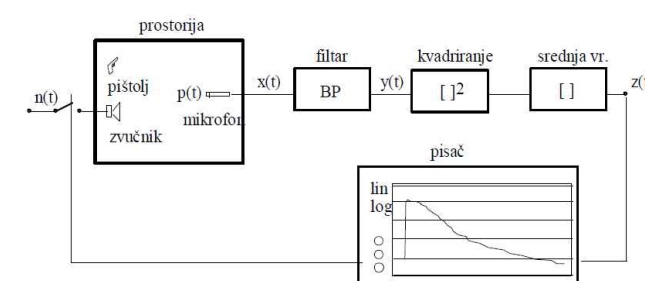 prostorija
filtar
kvadriranje
srednja vr.
pištolj
n(t)
p(t)
x(t)
BP
y(t)
[ ]²
[ ]
zvučnik
mikrofon
pisač
lin
log